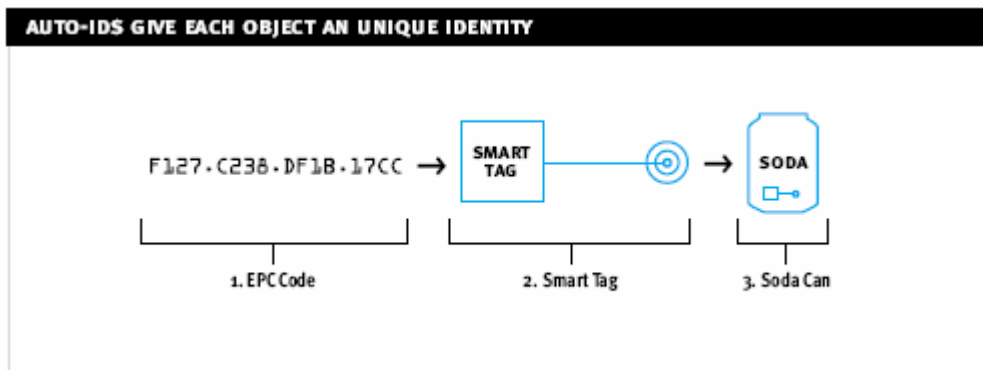 AUTO-IDS GIVE EACH OBJECT AN UNIQUE IDENTITY
F127.C238.DF1B.17CC → SMART TAG → SODA
1. EPC Code
2. Smart Tag
3. Soda Can